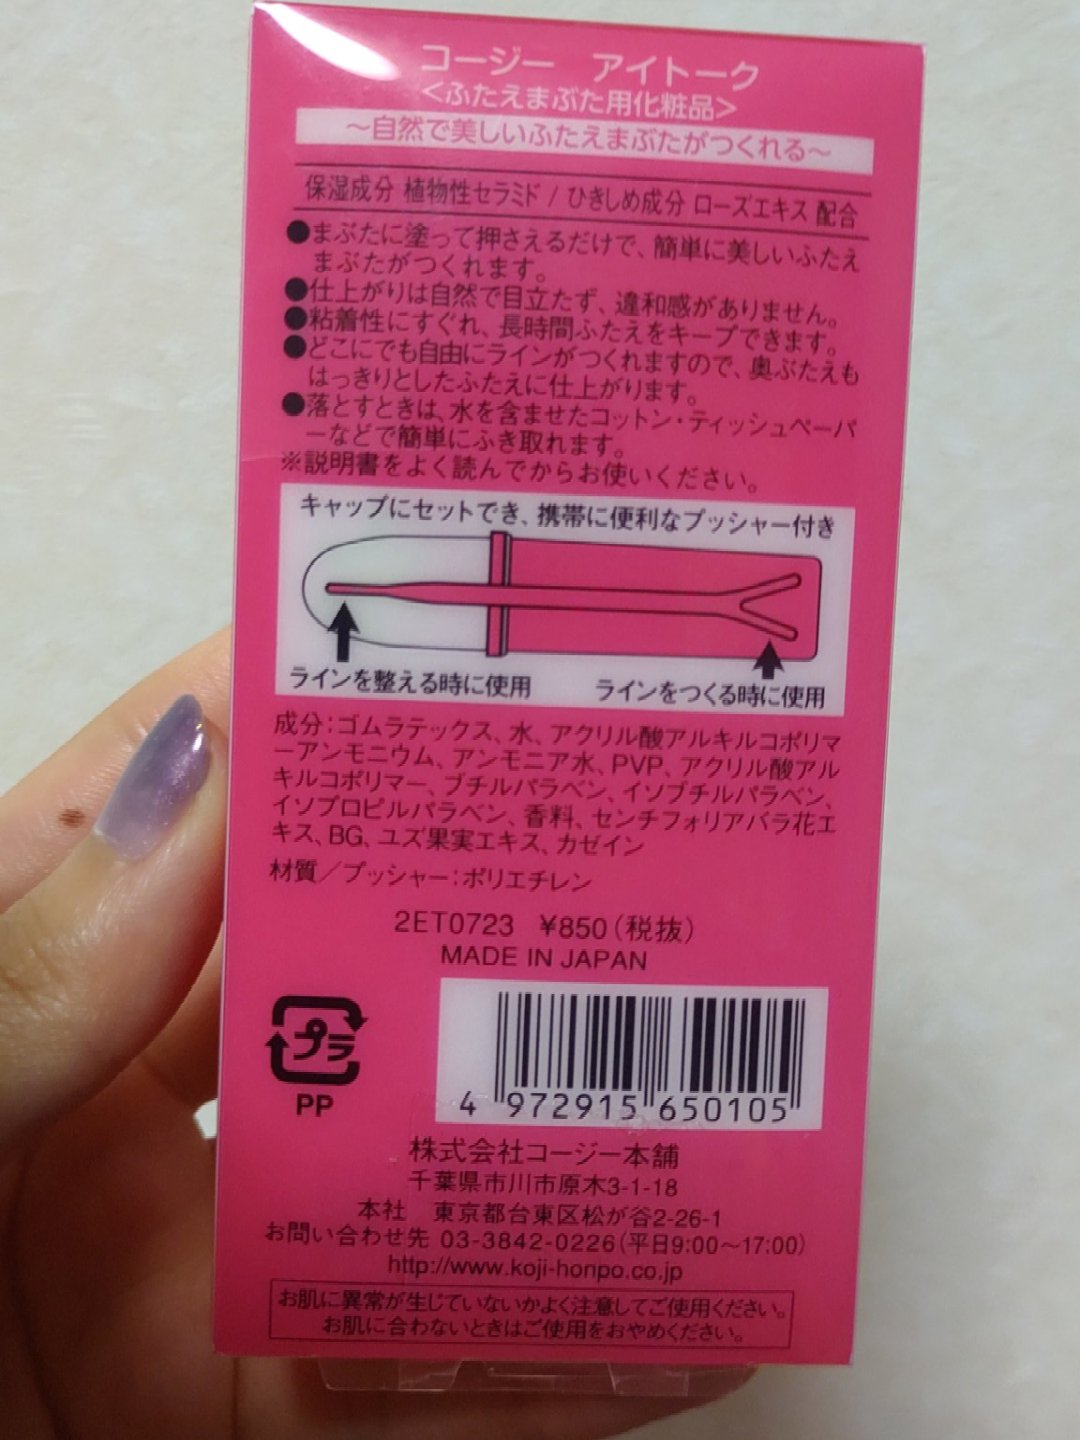 コージー　アイトーク
<ふたえまぶた用化粧品>
～自然で美しいふたえまぶたがつくれる～
保湿成分 植物性セラミド / ひきしめ成分 ローズエキス 配合
●まぶたに塗って押さえるだけで、簡単に美しいふたえ
まぶたがつくれます。
●仕上がりは自然で目立たず、違和感がありません。
●粘着性にすぐれ、長時間ふたえをキープできます。
●どこにでも自由にラインがつくれますので、奥ぶたえも
はっきりとしたふたえに仕上がります。
●落とすときは、水を含ませたコットン・ティッシュペーパ
ーなどで簡単にふき取れます。
※説明書をよく読んでからお使いください。
キャップにセットでき、携帯に便利なプッシャー付き
ラインを整える時に使用
ラインをつくる時に使用
成分:ゴムラテックス、水、アクリル酸アルキルコポリマ
ーアンモニウム、アンモニア水、PVP、アクリル酸アル
キルコポリマー、ブチルパラベン、イソブチルパラベン、
イソプロピルパラベン、香料、センチフォリアバラ花エ
キス、BG、ユズ果実エキス、カゼイン
材質／プッシャー:ポリエチレン
2ET0723 ¥850(税抜)
MADE IN JAPAN
プラ
PP
4 972915 650105
株式会社コージー本舗
千葉県市川市原木3-1-18
本社　東京都台東区松が谷2-26-1
お問い合わせ先 03-3842-0226(平日9:00～17:00)
http://www.koji-honpo.co.jp
お肌に異常が生じていないかよく注意してご使用ください。
お肌に合わないときはご使用をおやめください。